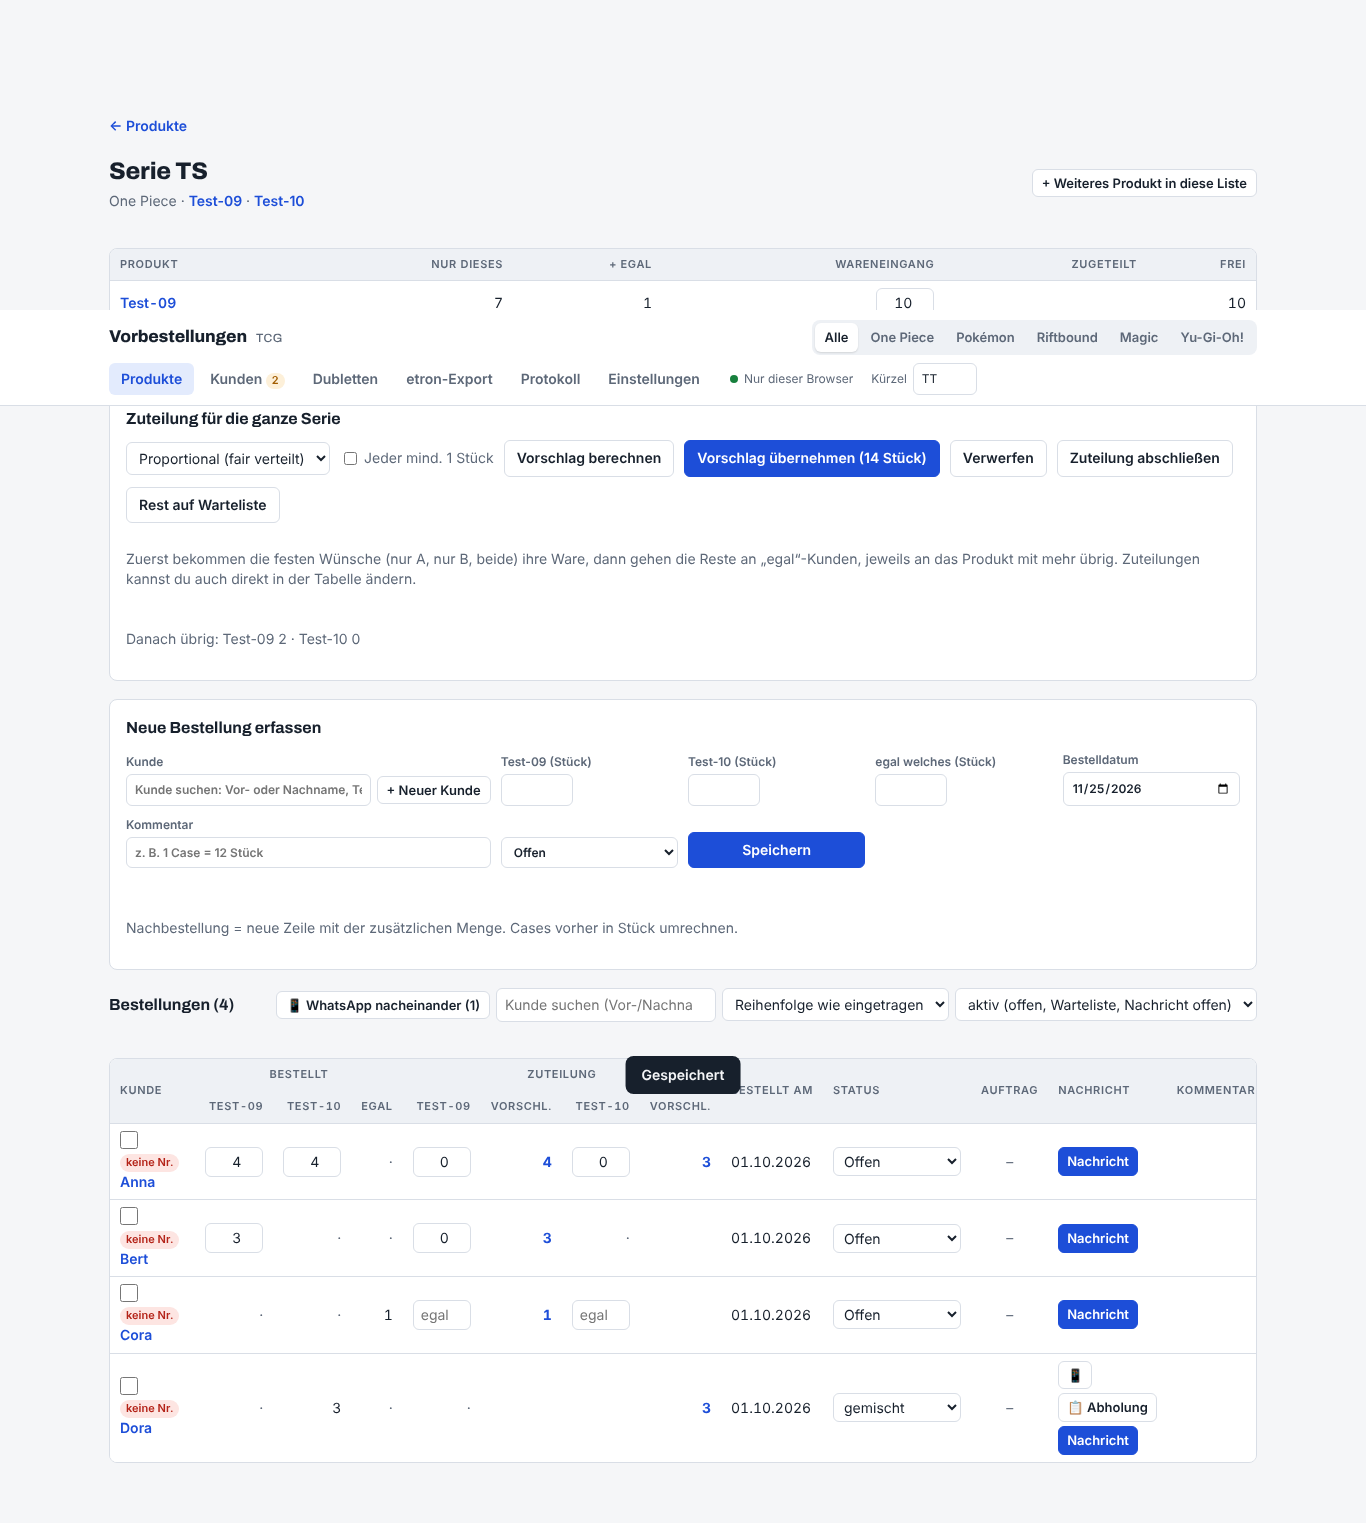 ← Produkte
Serie TS
One Piece · Test-09 · Test-10
+ Weiteres Produkt in diese Liste
PRODUKT NUR DIESES + EGAL WARENEINGANG ZUGETEILT FREI
Test-09 7 1 10 10
Vorbestellungen TCG
Alle One Piece Pokémon Riftbound Magic Yu-Gi-Oh!
Produkte Kunden 2 Dubletten etron-Export Protokoll Einstellungen Nur dieser Browser Kürzel TT
Zuteilung für die ganze Serie
Proportional (fair verteilt) Jeder mind. 1 Stück Vorschlag berechnen Vorschlag übernehmen (14 Stück) Verwerfen Zuteilung abschließen
Rest auf Warteliste
Zuerst bekommen die festen Wünsche (nur A, nur B, beide) ihre Ware, dann gehen die Reste an „egal“-Kunden, jeweils an das Produkt mit mehr übrig. Zuteilungen
kannst du auch direkt in der Tabelle ändern.
Danach übrig: Test-09 2 · Test-10 0
Neue Bestellung erfassen
Kunde Test-09 (Stück) Test-10 (Stück) egal welches (Stück) Bestelldatum
Kunde suchen: Vor- oder Nachname, Te + Neuer Kunde 11/25/2026
Kommentar
z. B. 1 Case = 12 Stück Offen Speichern
Nachbestellung = neue Zeile mit der zusätzlichen Menge. Cases vorher in Stück umrechnen.
Bestellungen (4) 📱 WhatsApp nacheinander (1) Kunde suchen (Vor-/Nachna Reihenfolge wie eingetragen aktiv (offen, Warteliste, Nachricht offen)
BESTELLT ZUTEILUNG Gespeichert
KUNDE ESTELLT AM STATUS AUFTRAG NACHRICHT KOMMENTAR
TEST-09 TEST-10 EGAL TEST-09 VORSCHL. TEST-10 VORSCHL.
keine Nr.
Anna 4 4 · 0 4 0 3 01.10.2026 Offen – Nachricht
keine Nr.
Bert 3 · · 0 3 · 01.10.2026 Offen – Nachricht
keine Nr.
Cora · · 1 egal 1 egal 01.10.2026 Offen – Nachricht
keine Nr.
Dora · 3 · · 3 01.10.2026 gemischt – 📱
📋 Abholung
Nachricht